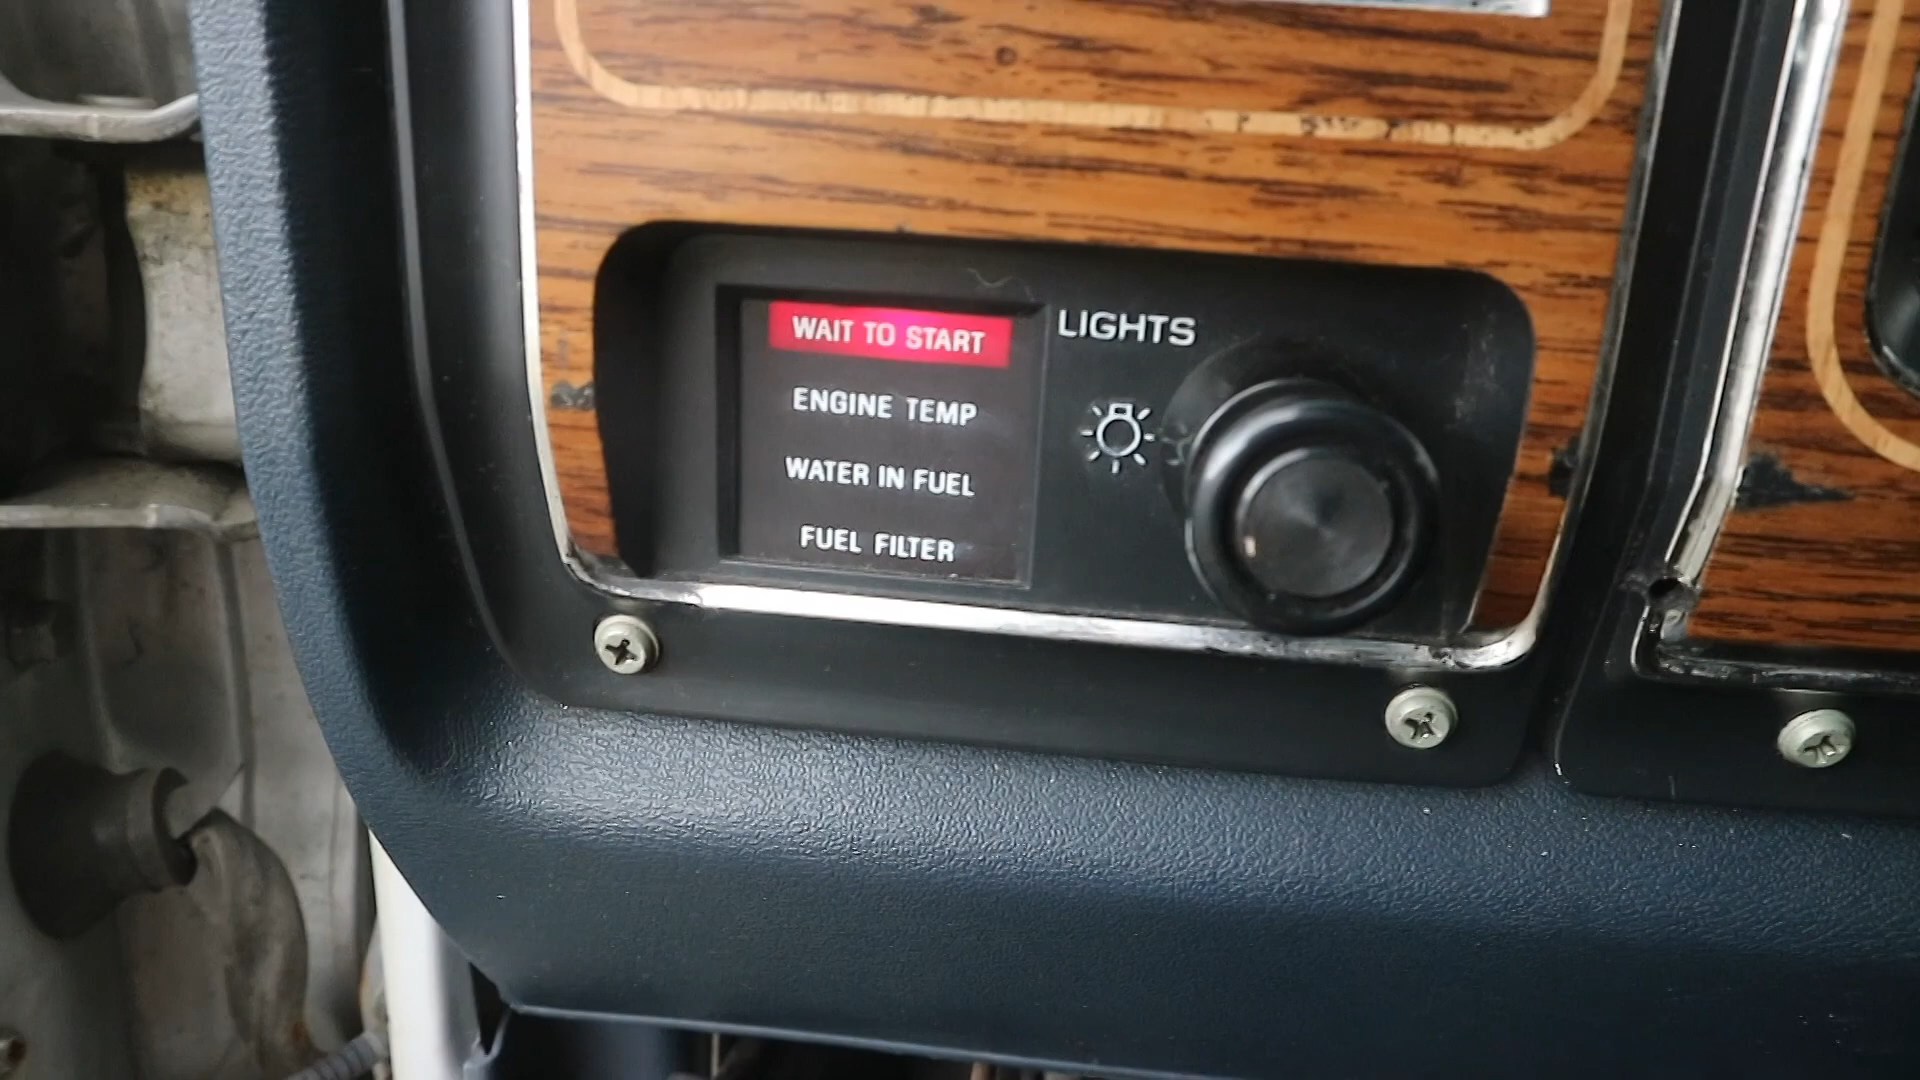 WAIT TO START
ENGINE TEMP
WATER IN FUEL
FUEL FILTER
LIGHTS